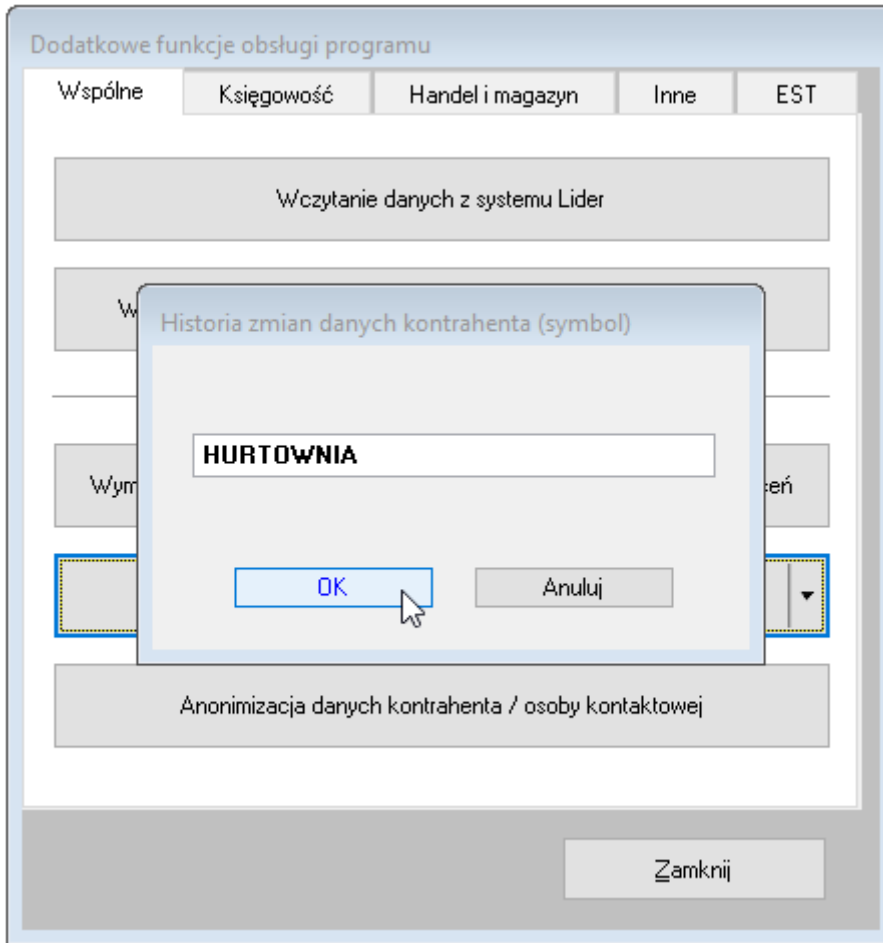 Dodatkowe funkcje obsługi programu
Wspólne Księgowość Handel i magazyn Inne EST
Wczytanie danych z systemu Lider
Historia zmian danych kontrahenta (symbol)
HURTOWNIA
OK Anuluj
Anonimizacja danych kontrahenta / osoby kontaktowej
Zamknij